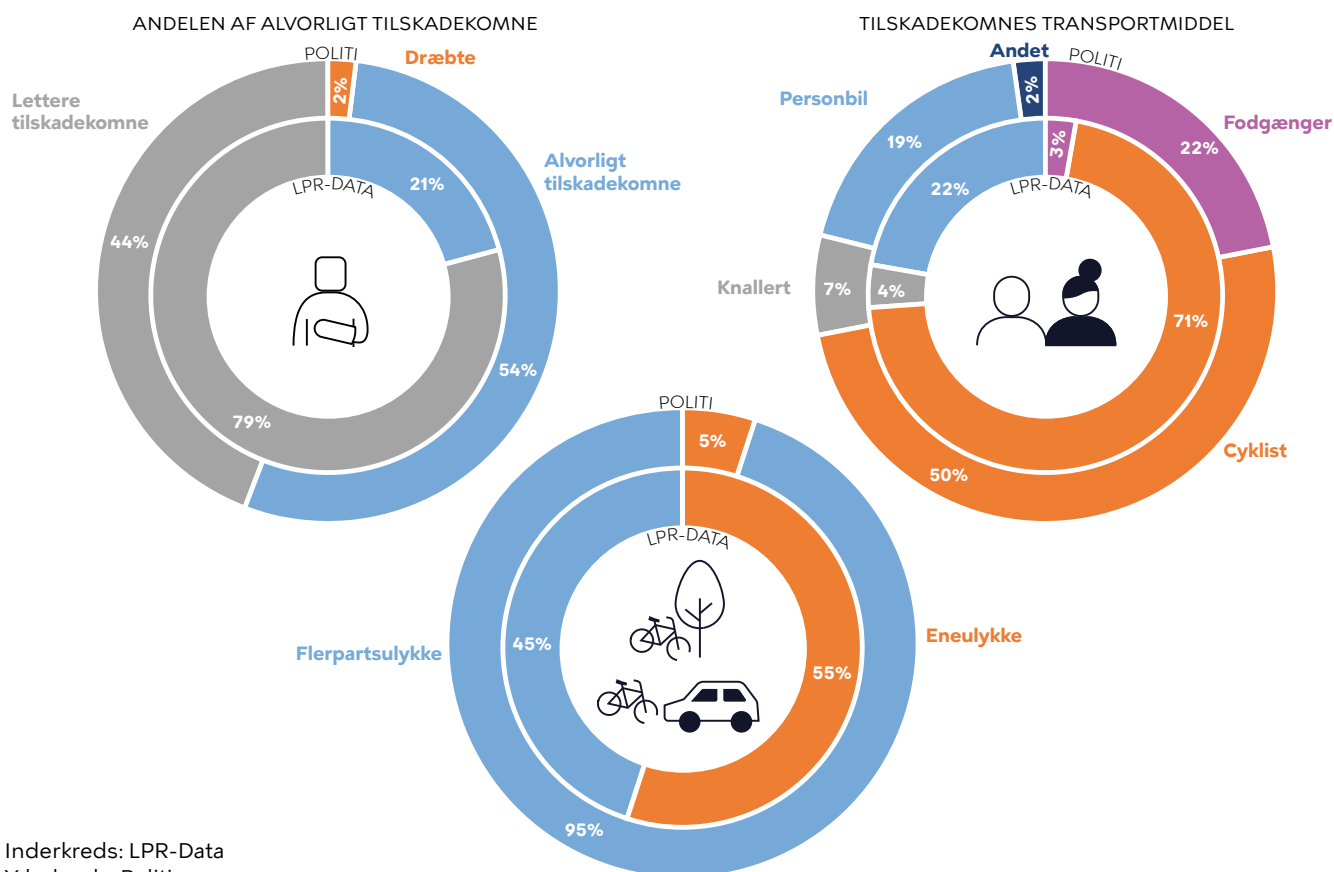 ANDELEN AF ALVORLIGT TILSKADEKOMNE
POLITI
Dræbte
2%
Lettere
tilskadekomne
Alvorligt
tilskadekomne
21%
LPR-DATA
44%
54%
79%
TILSKADEKOMNES TRANSPORTMIDDEL
Andet
POLITI
2%
Personbil
Fodgænger
19%
3%
22%
22%
LPR-DATA
Knallert
7%
4%
71%
Cyklist
50%
POLITI
5%
LPR-DATA
Flerpartsulykke
45%
Eneulykke
55%
95%
Inderkreds: LPR-Data